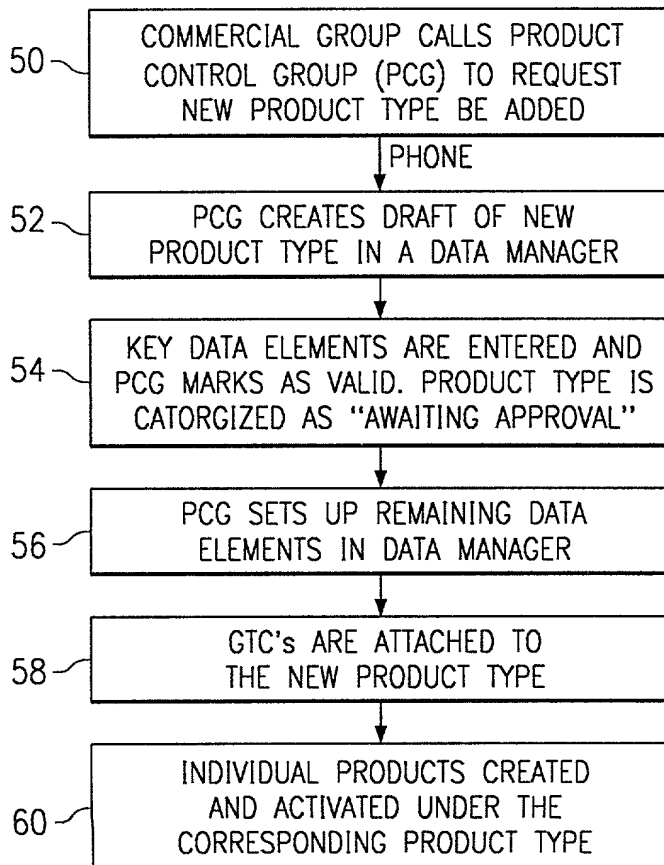 50
COMMERCIAL GROUP CALLS PRODUCT
CONTROL GROUP (PCG) TO REQUEST
NEW PRODUCT TYPE BE ADDED
PHONE
52
PCG CREATES DRAFT OF NEW
PRODUCT TYPE IN A DATA MANAGER
54
KEY DATA ELEMENTS ARE ENTERED AND
PCG MARKS AS VALID. PRODUCT TYPE IS
CATORGIZED AS "AWAITING APPROVAL"
56
PCG SETS UP REMAINING DATA
ELEMENTS IN DATA MANAGER
58
GTC's ARE ATTACHED TO
THE NEW PRODUCT TYPE
60
INDIVIDUAL PRODUCTS CREATED
AND ACTIVATED UNDER THE
CORRESPONDING PRODUCT TYPE